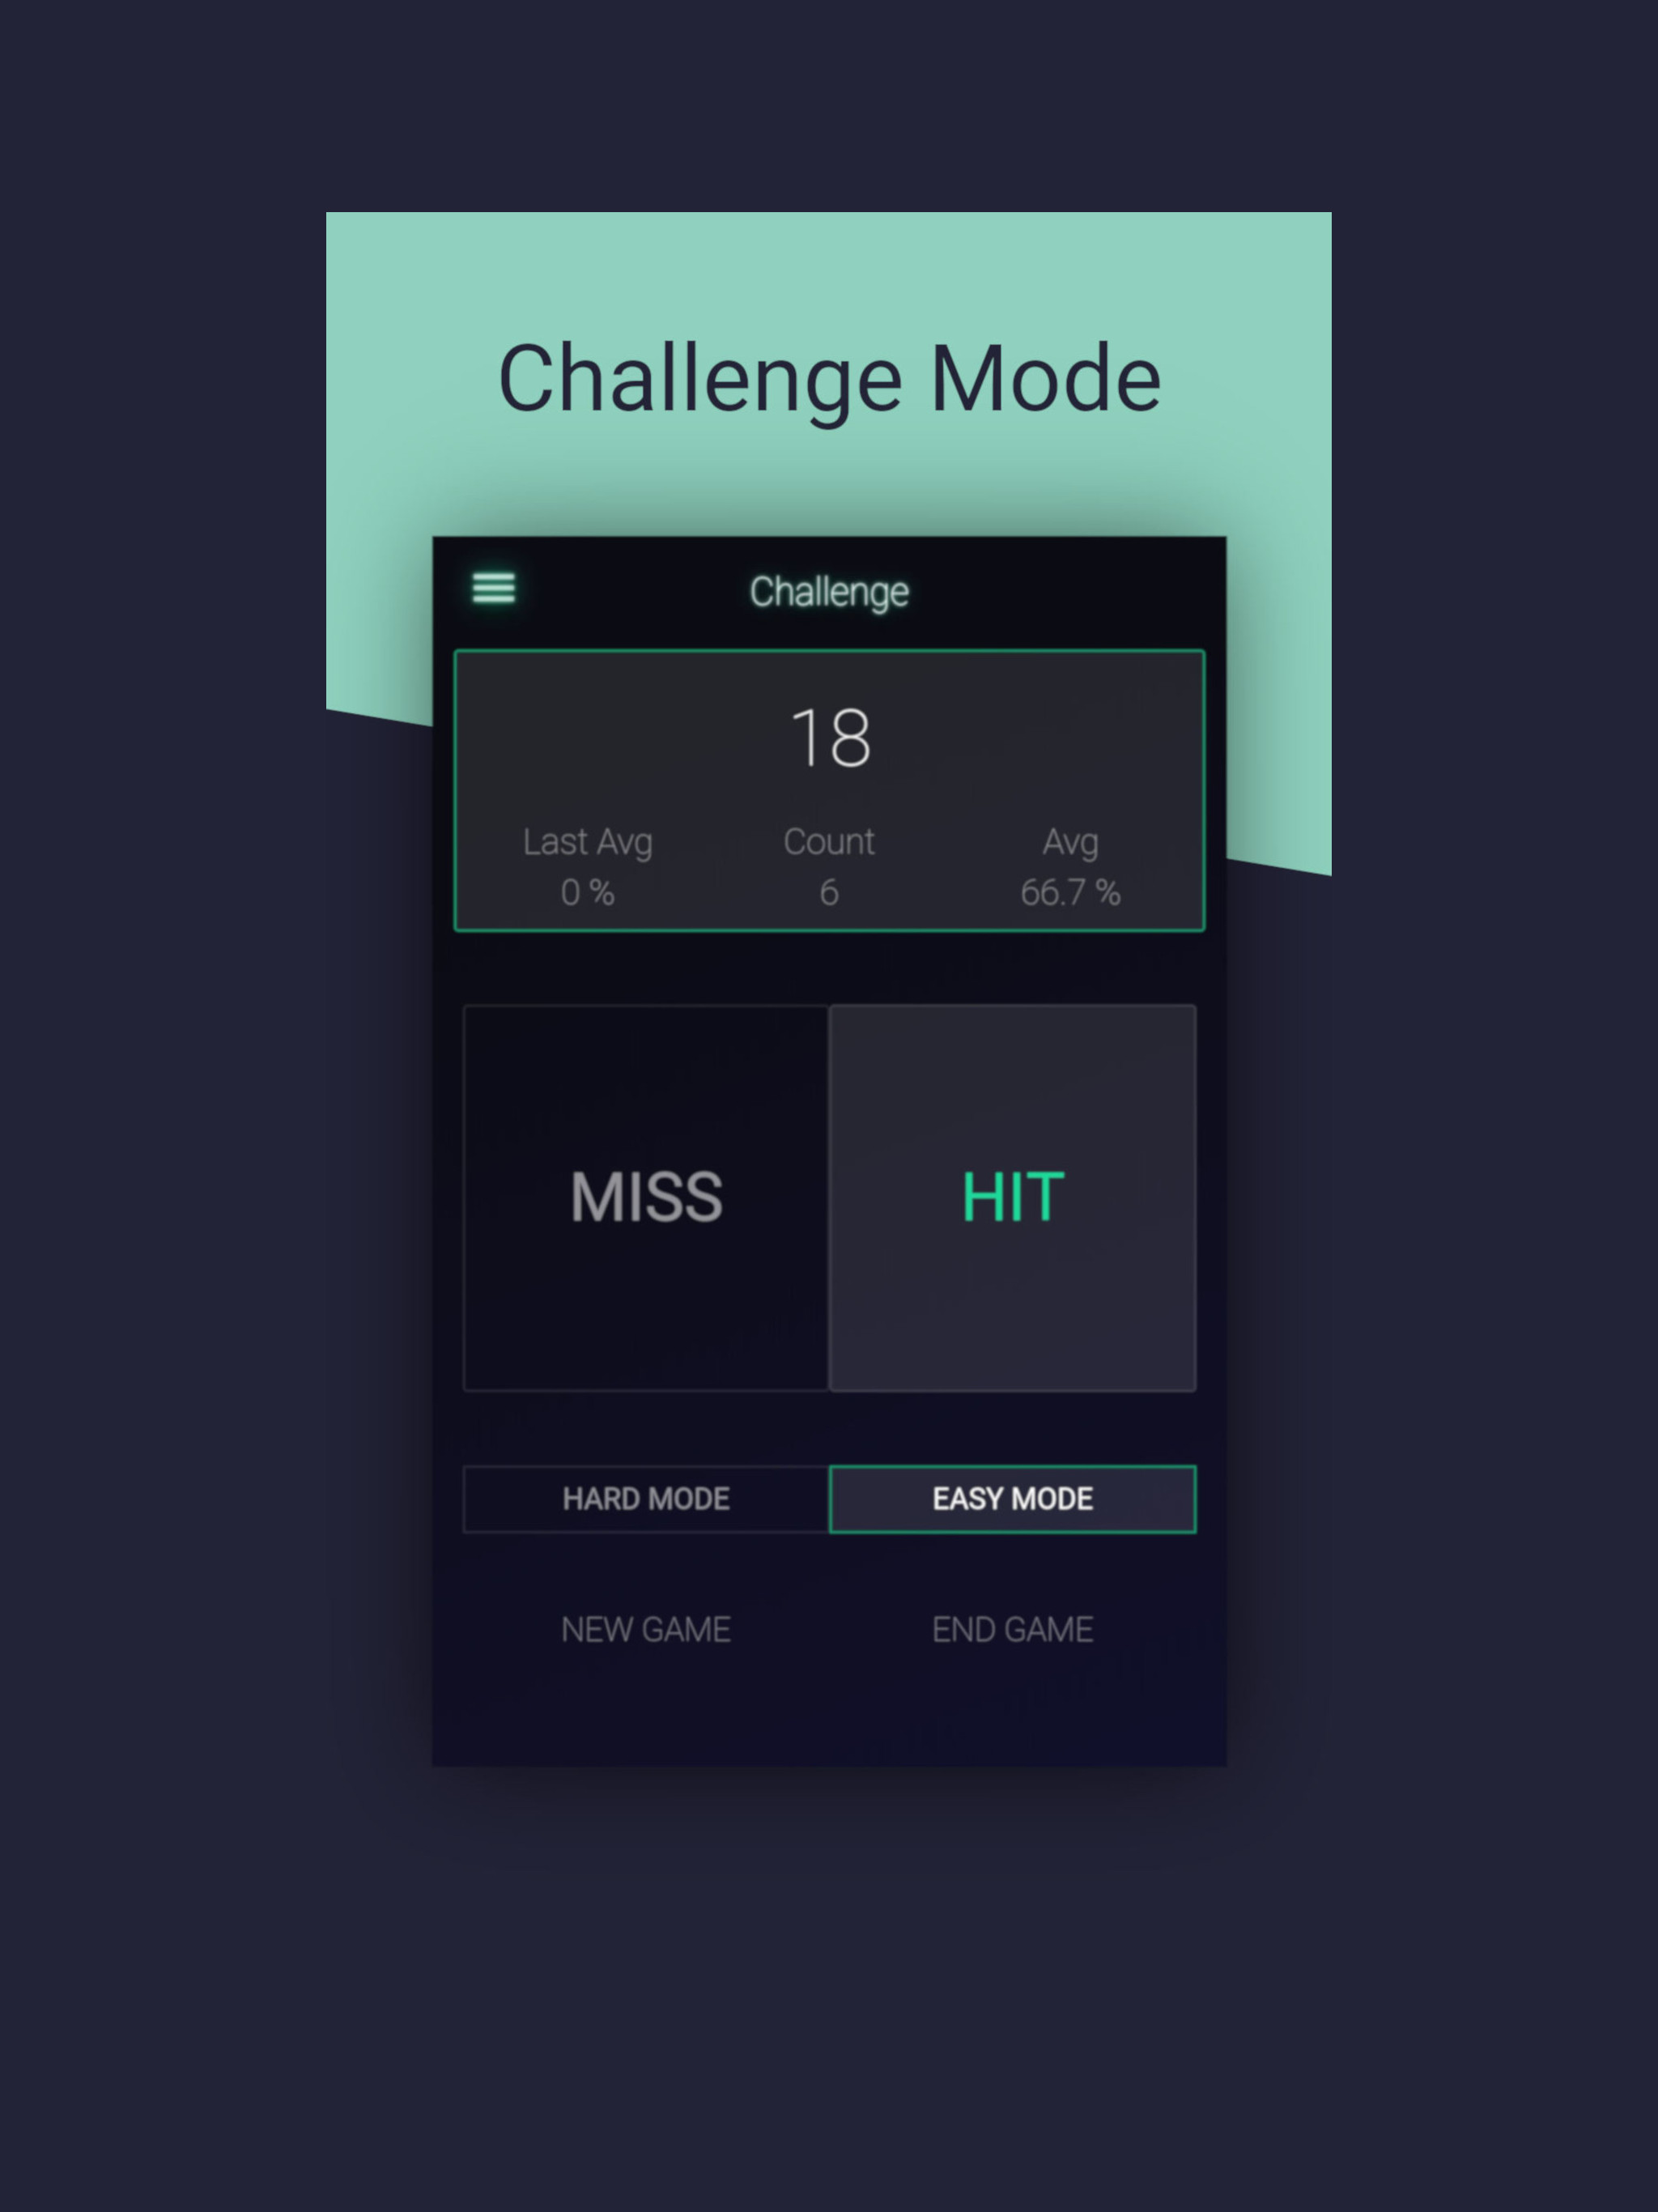 Challenge Mode
Challenge
18
Last Avg Count Avg
0 % 6 66.7 %
MISS HIT
HARD MODE EASY MODE
NEW GAME END GAME